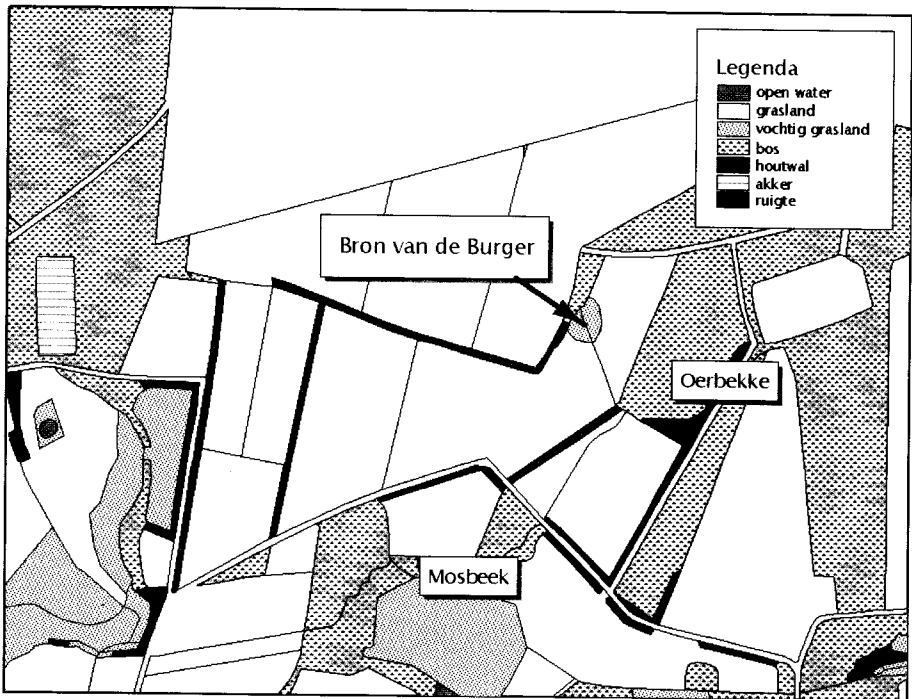 Legenda
open water
grasland
vochtig grasland
bos
houtwal
akker
ruigte
Bron van de Burger
Oerbekke
Mosbeek